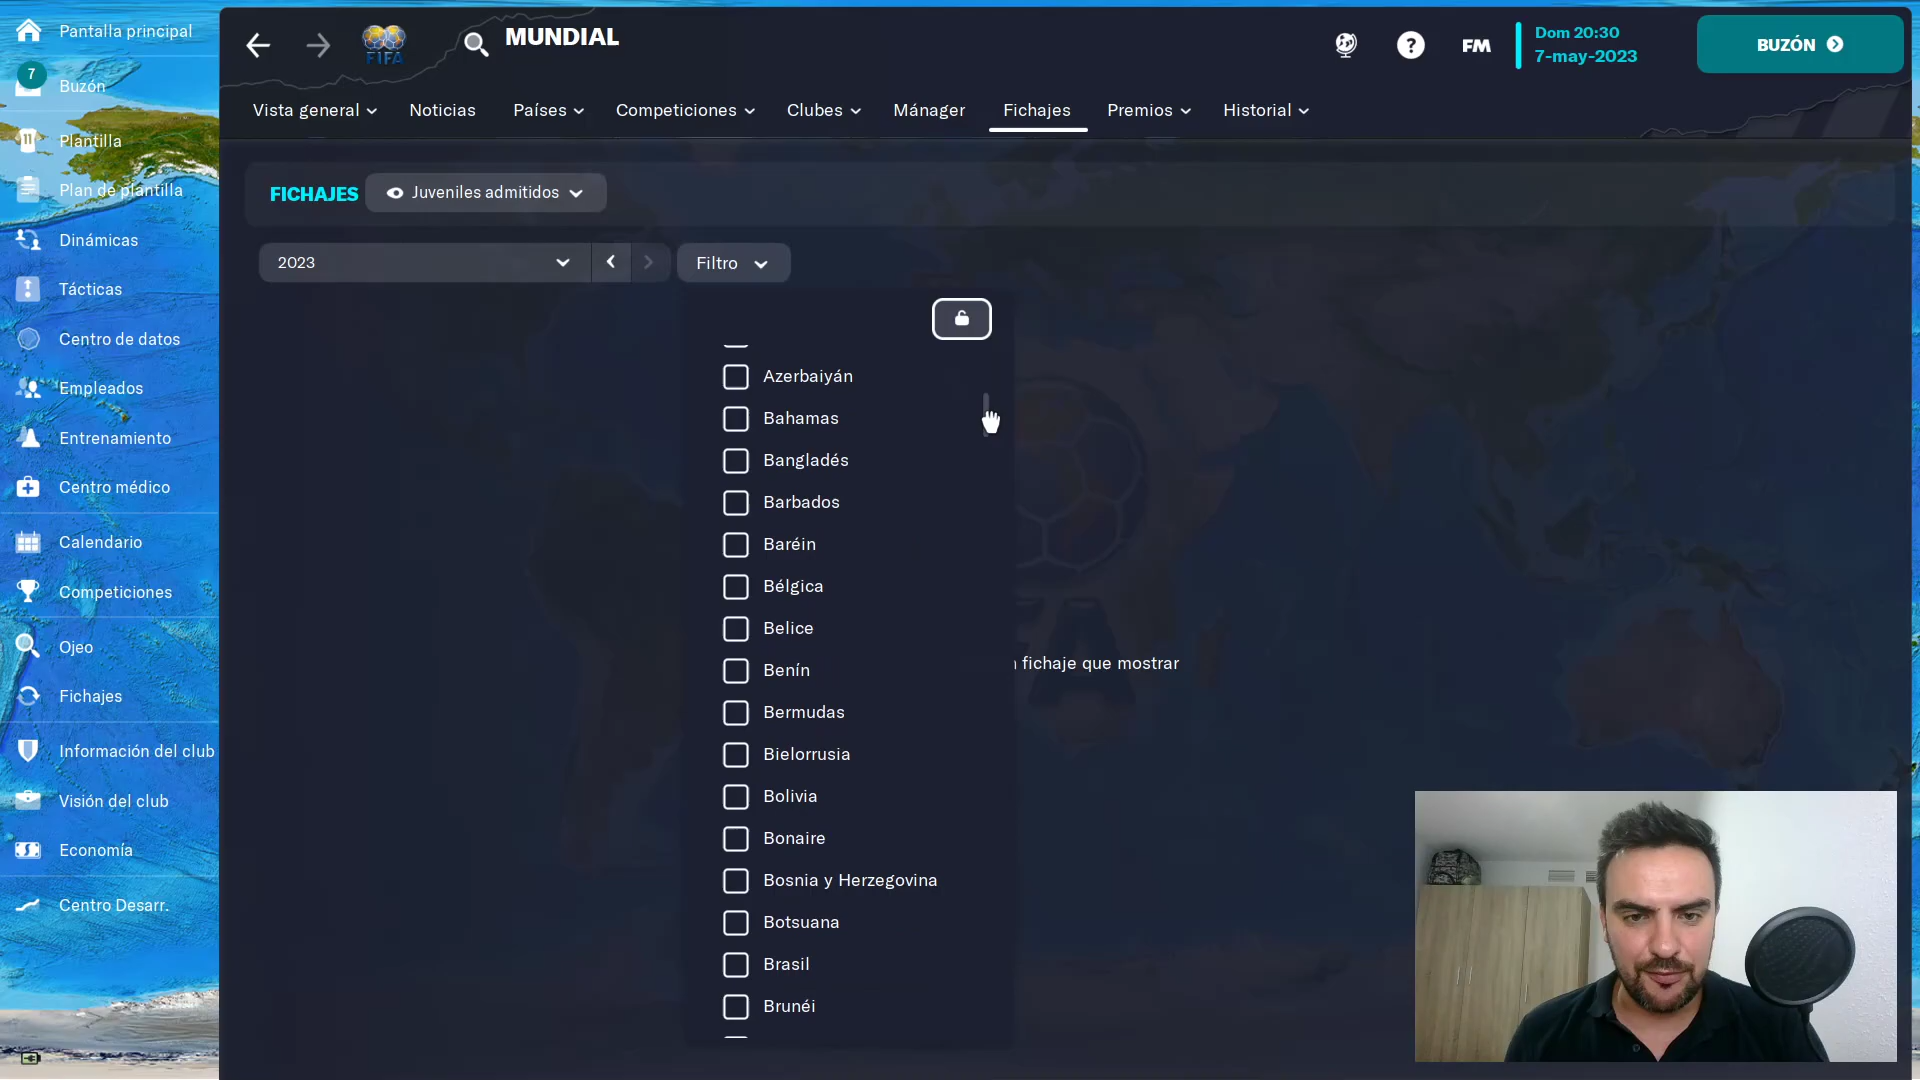 Pantalla principal
7
Buzón
11
Plantilla
Plan de plantilla
Dinámicas
Tácticas
Centro de datos
Empleados
Entrenamiento
Centro médico
Calendario
Competiciones
Ojeo
Fichajes
Información del club
Visión del club
Economía
Centro Desarr.
FIFA
MUNDIAL
?
FM
Dom 20:30
7-may-2023
BUZÓN
Vista general
Noticias
Países
Competiciones
Clubes
Mánager
Fichajes
Premios
Historial
FICHAJES
Juveniles admitidos
2023
Filtro
Azerbaiyán
Bahamas
Bangladés
Barbados
Baréin
Bélgica
Belice
Benín
Bermudas
Bielorrusia
Bolivia
Bonaire
Bosnia y Herzegovina
Botsuana
Brasil
Brunéi
fichaje que mostrar